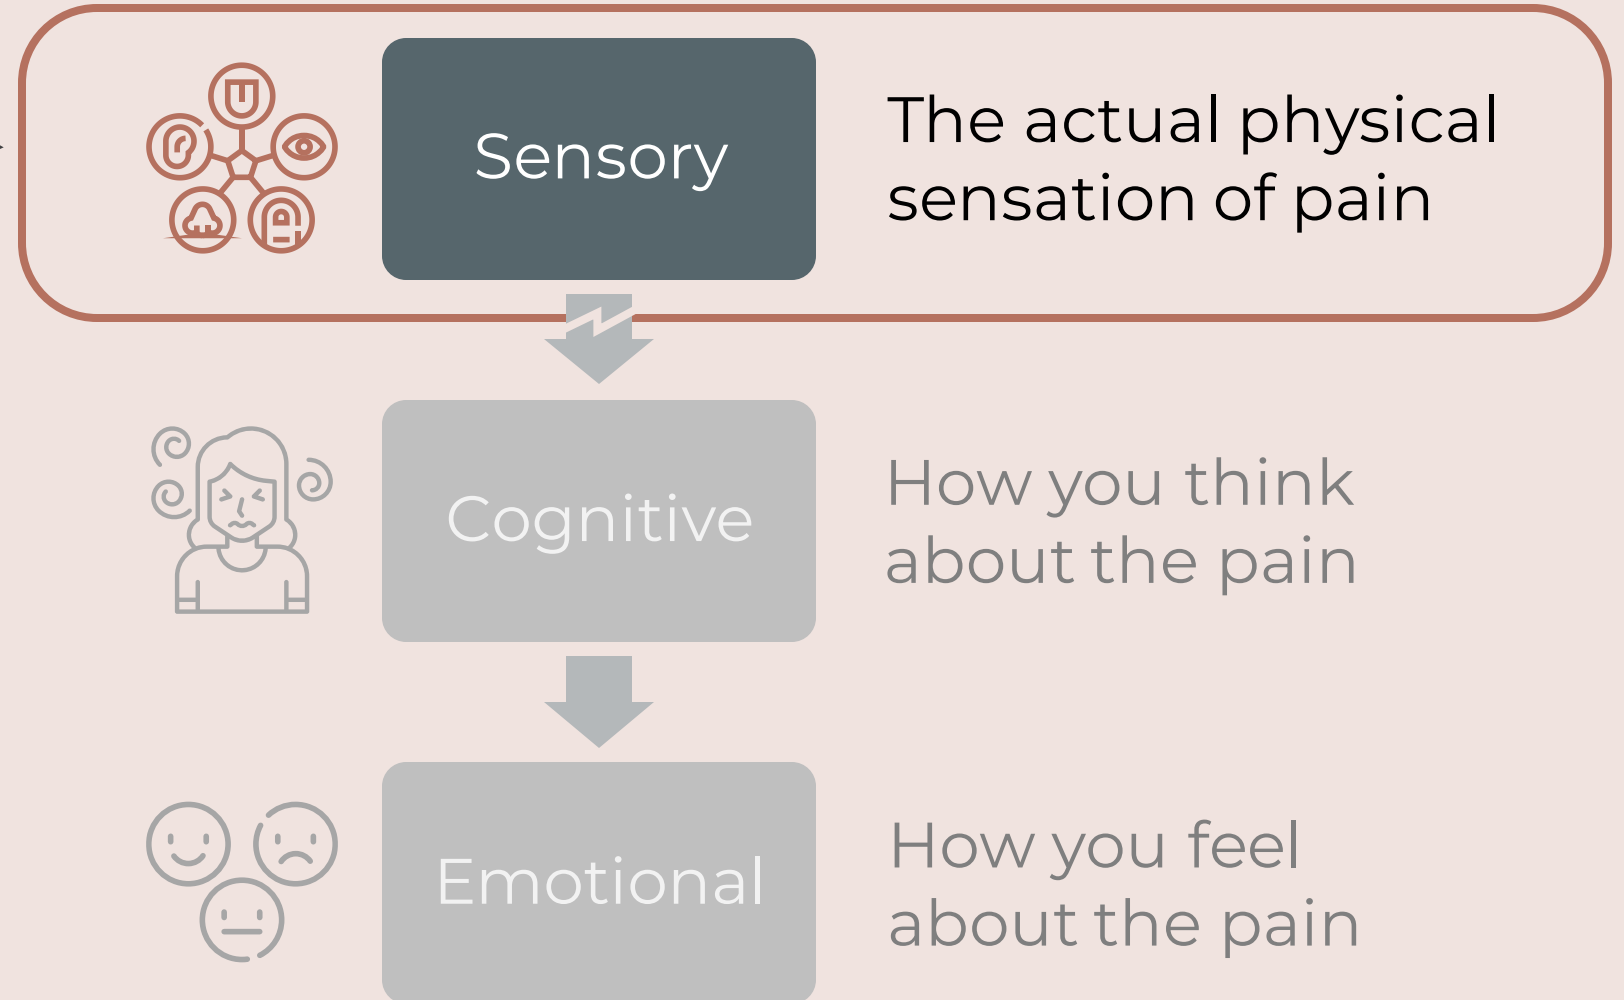 Sensory
The actual physical
sensation of pain
Cognitive
How you think
about the pain
Emotional
How you feel
about the pain